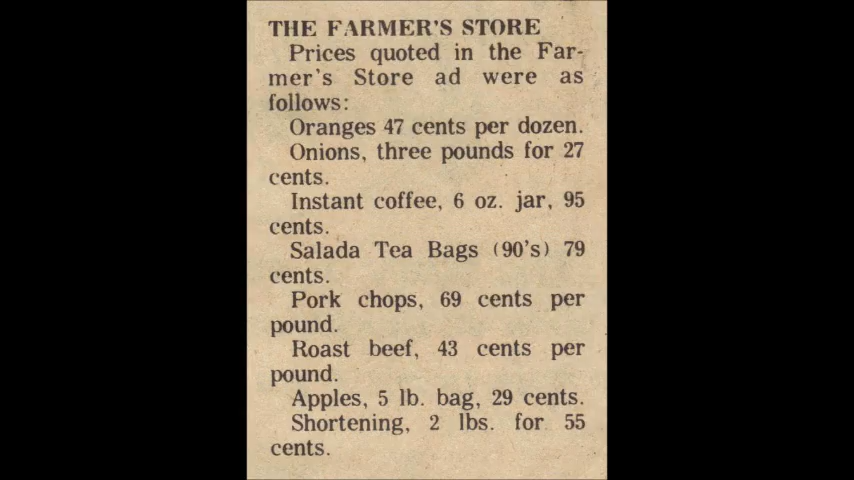 THE FARMER'S STORE
Prices quoted in the Far-
mer's Store ad were as
follows:
Oranges 47 cents per dozen.
Onions, three pounds for 27
cents.
Instant coffee, 6 oz. jar, 95
cents.
Salada Tea Bags (90's) 79
cents.
Pork chops, 69 cents per
pound.
Roast beef, 43 cents per
pound.
Apples, 5 lb. bag, 29 cents.
Shortening, 2 lbs. for 55
cents.